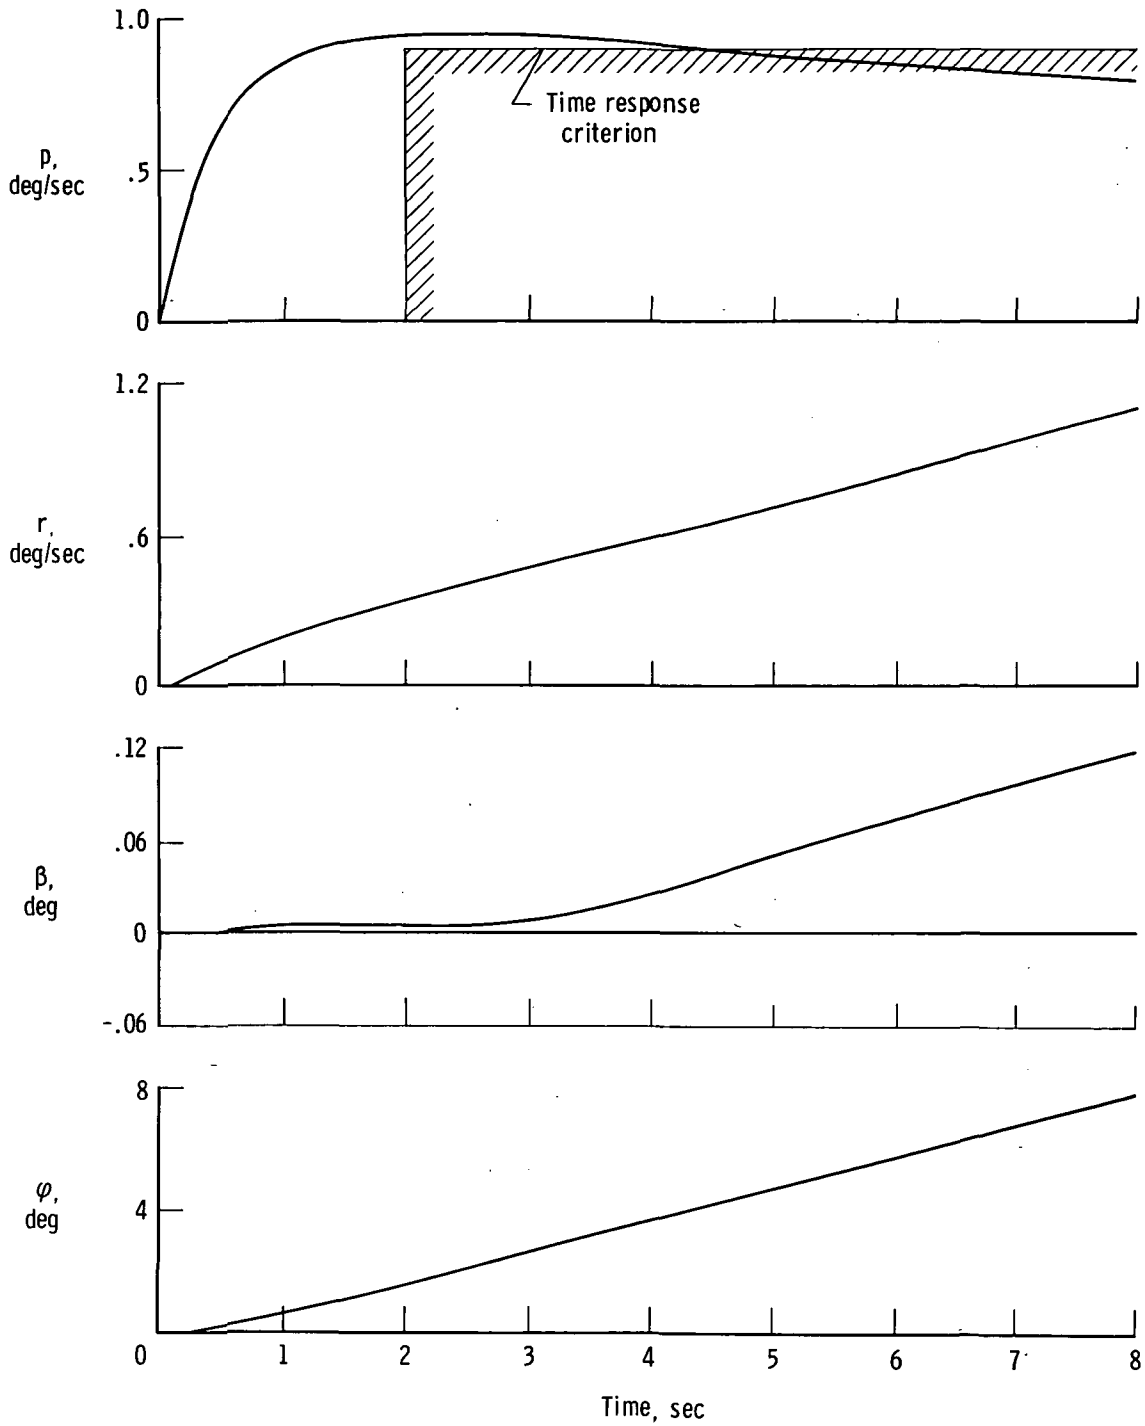 1.0
p,
deg/sec
.5
0
Time response
criterion
1.2
r,
deg/sec
.6
0
.12
.06
β,
deg
0
-.06
8
φ,
deg
4
0 1 2 3 4 5 6 7 8
Time, sec